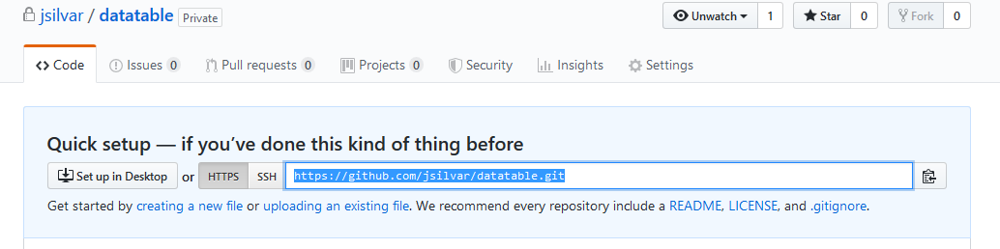 jsilvar / datatable Private Unwatch 1 Star 0 Fork 0
Code Issues 0 Pull requests 0 Projects 0 Security Insights Settings
Quick setup — if you’ve done this kind of thing before
Set up in Desktop or HTTPS SSH https://github.com/jsilvar/datatable.git
Get started by creating a new file or uploading an existing file. We recommend every repository include a README, LICENSE, and .gitignore.